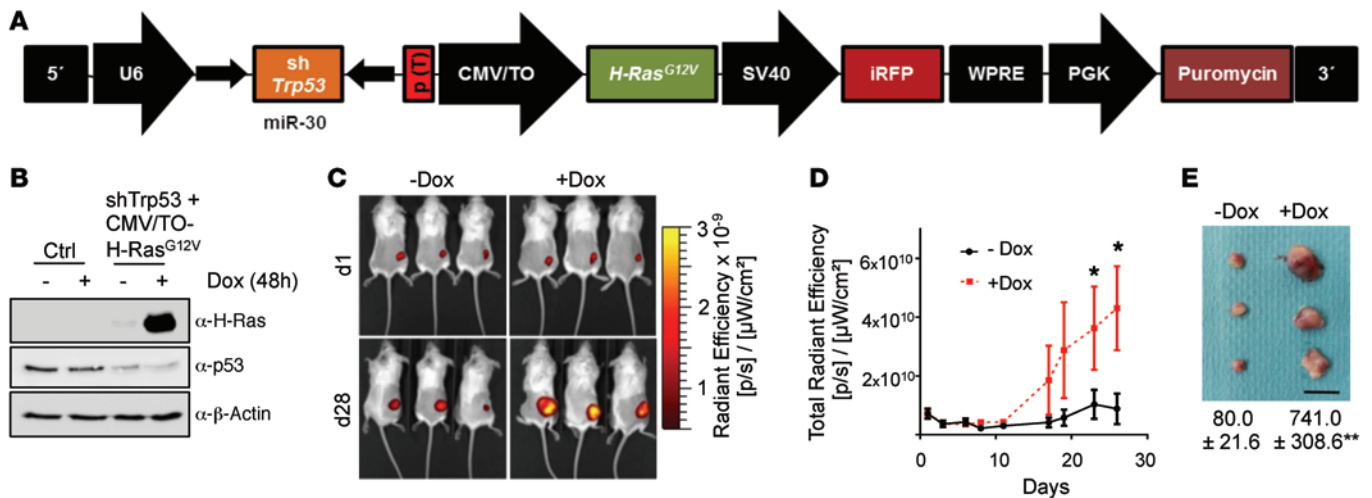 A
5´ U6 sh Trp53 p (T) CMV/TO H-Ras^G12V SV40 iRFP WPRE PGK Puromycin 3´
miR-30
B
shTrp53 +
CMV/TO-
H-Ras^G12V
Ctrl
- + - + Dox (48h)
α-H-Ras
α-p53
α-β-Actin
C
-Dox +Dox
d1
d28
3
2
1
Radiant Efficiency x 10^-9
[p/s] / [µW/cm²]
D
Total Radiant Efficiency
[p/s] / [µW/cm²]
6x10^10
4x10^10
2x10^10
- Dox
+Dox
* *
0 10 20 30
Days
E
-Dox +Dox
80.0 741.0
± 21.6 ± 308.6**